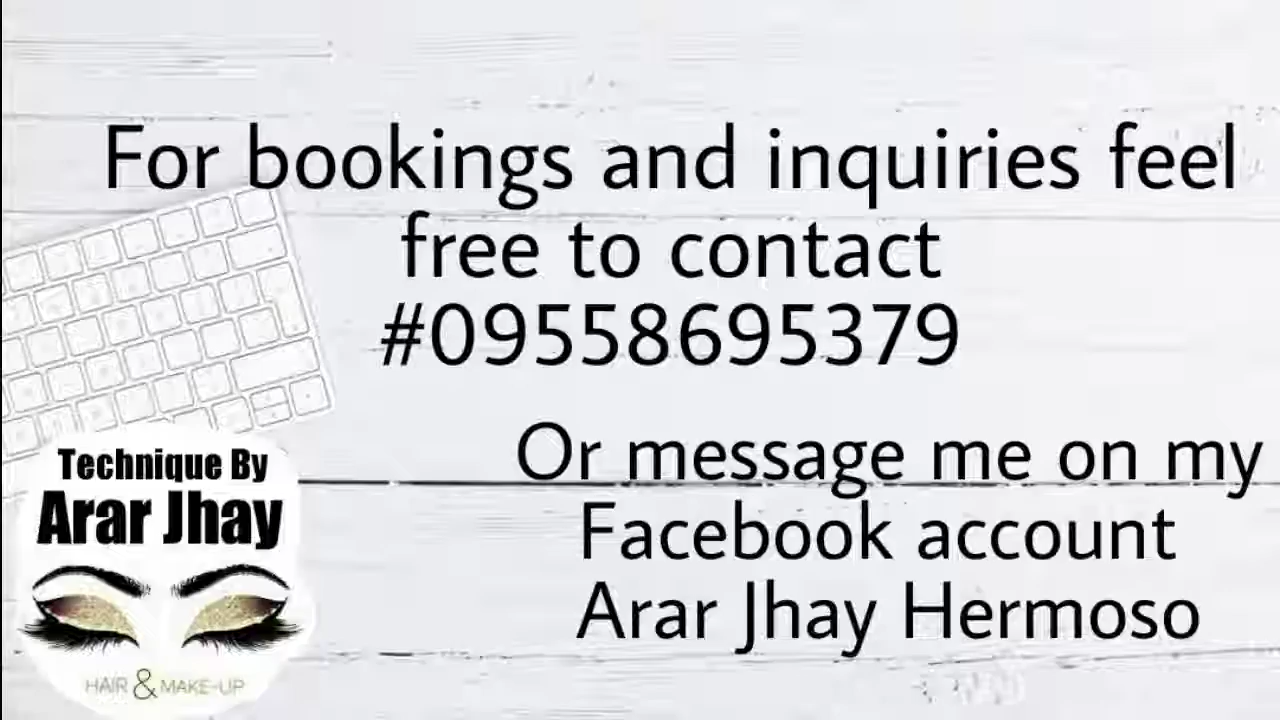 For bookings and inquiries feel
free to contact
#09558695379
Or message me on my
Facebook account
Arar Jhay Hermoso
Technique By
Arar Jhay
HAIR & MAKE-UP